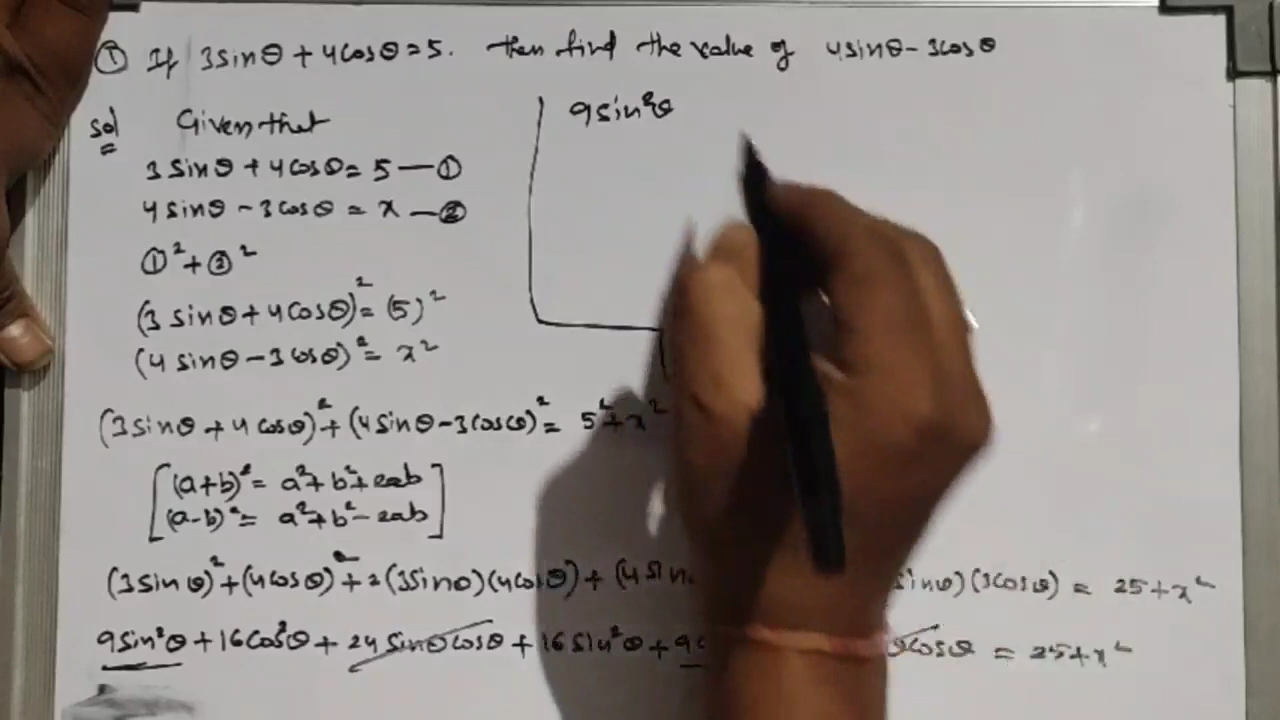 ① If 3sinθ + 4cosθ = 5. then find the value of 4sinθ - 3cosθ
Sol Given that
3sinθ + 4cosθ = 5 — ①
4sinθ - 3cosθ = x — ②
①² + ②²
(3sinθ + 4cosθ)² = (5)²
(4sinθ - 3cosθ)² = x²
(3sinθ + 4cosθ)² + (4sinθ - 3cosθ)² = 5² + x²
[(a+b)² = a² + b² + 2ab
(a-b)² = a² + b² - 2ab]
(3sinθ)² + (4cosθ)² + 2(3sinθ)(4cosθ) + (4sin sinθ)(3cosθ) = 25 + x²
9sin²θ + 16cos²θ + 24sinθcosθ + 16sin²θ + 9 cosθ = 25 + x²
9sin²θ